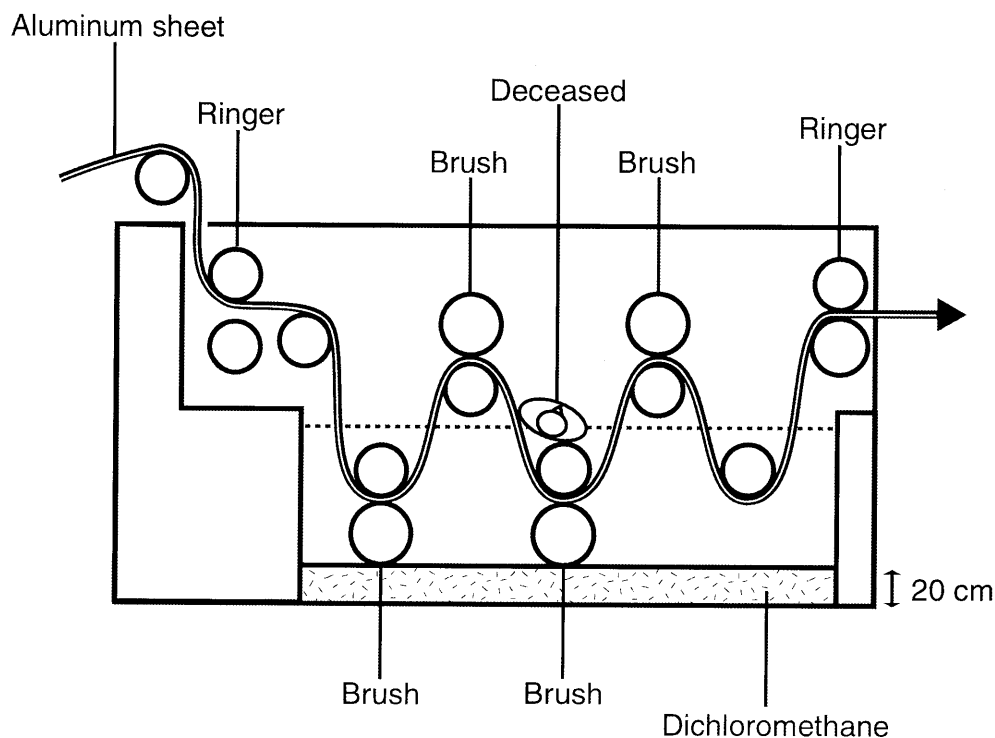 Aluminum sheet
Deceased
Ringer
Ringer
Brush
Brush
20 cm
Brush
Brush
Dichloromethane